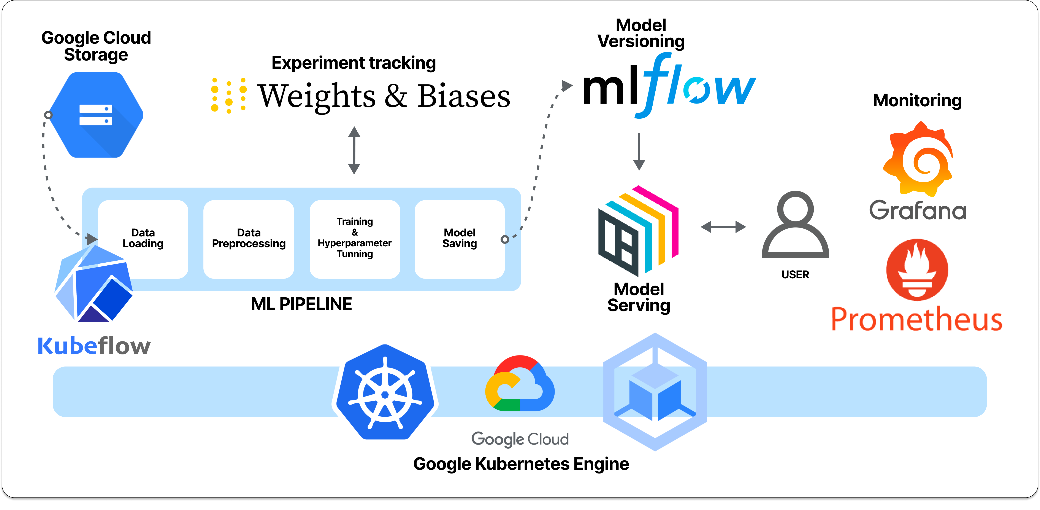 Google Cloud
Storage
Experiment tracking
Weights & Biases
Model
Versioning
mlflow
Monitoring
Grafana
Prometheus
Data
Loading
Data
Preprocessing
Training
&
Hyperparameter
Tunning
Model
Saving
ML PIPELINE
Kubeflow
Model
Serving
USER
Google Cloud
Google Kubernetes Engine